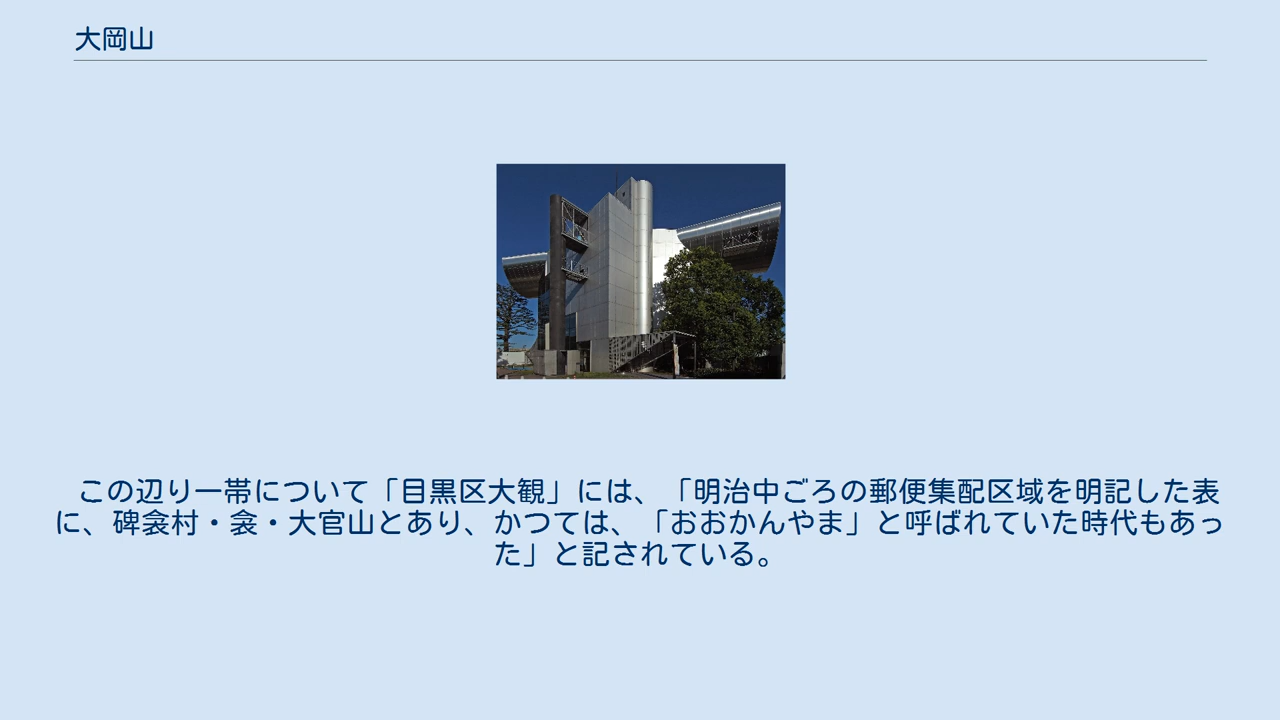 大岡山
この辺り一帯について「目黒区大観」には、「明治中ごろの郵便集配区域を明記した表
に、碑衾村・衾・大官山とあり、かつては、「おおかんやま」と呼ばれていた時代もあっ
た」と記されている。